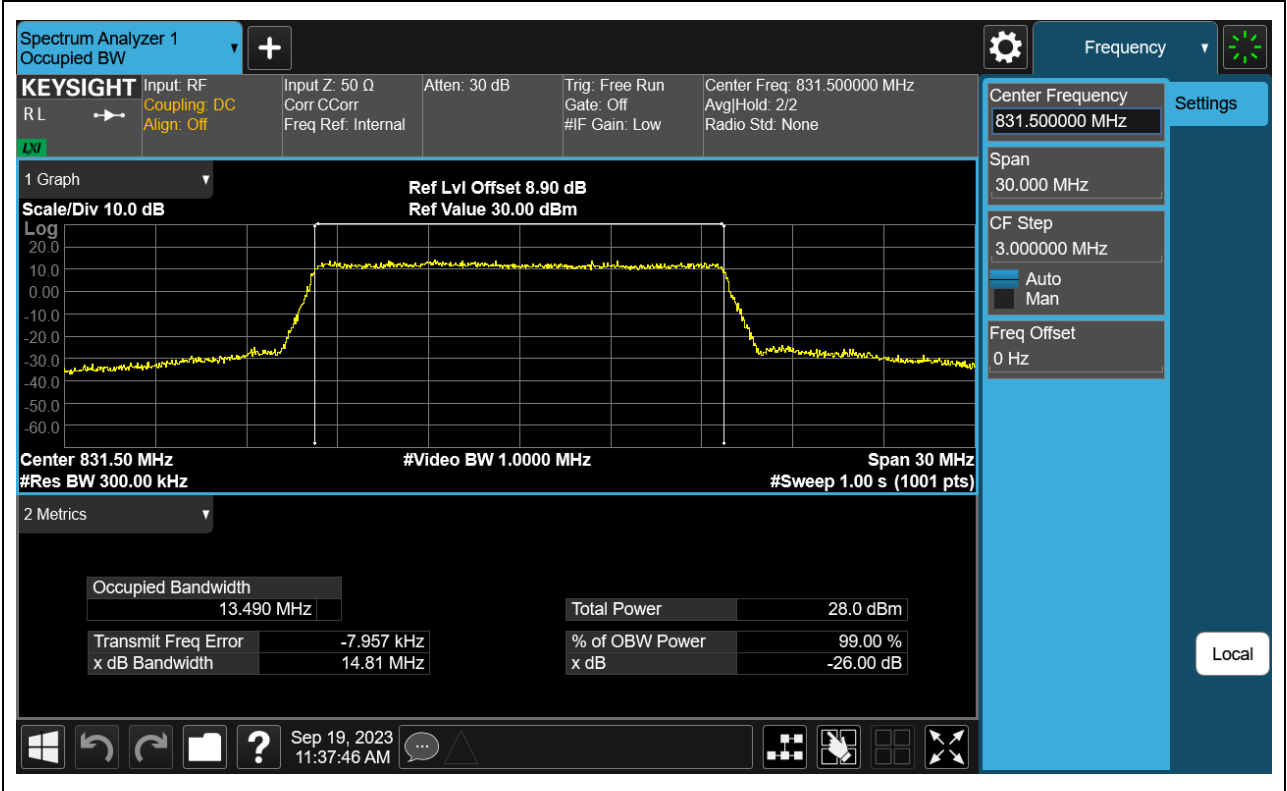 Spectrum Analyzer 1
Occupied BW
+
Frequency
KEYSIGHT
R L
LXI
Input: RF
Coupling: DC
Align: Off
Input Z: 50 Ω
Corr CCorr
Freq Ref: Internal
Atten: 30 dB
Trig: Free Run
Gate: Off
#IF Gain: Low
Center Freq: 831.500000 MHz
Avg|Hold: 2/2
Radio Std: None
Center Frequency
831.500000 MHz
Settings
Span
30.000 MHz
CF Step
3.000000 MHz
Auto
Man
Freq Offset
0 Hz
Local
1 Graph
Scale/Div 10.0 dB
Ref Lvl Offset 8.90 dB
Ref Value 30.00 dBm
Log
20.0
10.0
0.00
-10.0
-20.0
-30.0
-40.0
-50.0
-60.0
Center 831.50 MHz
#Video BW 1.0000 MHz
Span 30 MHz
#Res BW 300.00 kHz
#Sweep 1.00 s (1001 pts)
2 Metrics
Occupied Bandwidth
13.490 MHz
Total Power 28.0 dBm
Transmit Freq Error -7.957 kHz
% of OBW Power 99.00 %
x dB Bandwidth 14.81 MHz
x dB -26.00 dB
?
Sep 19, 2023
11:37:46 AM